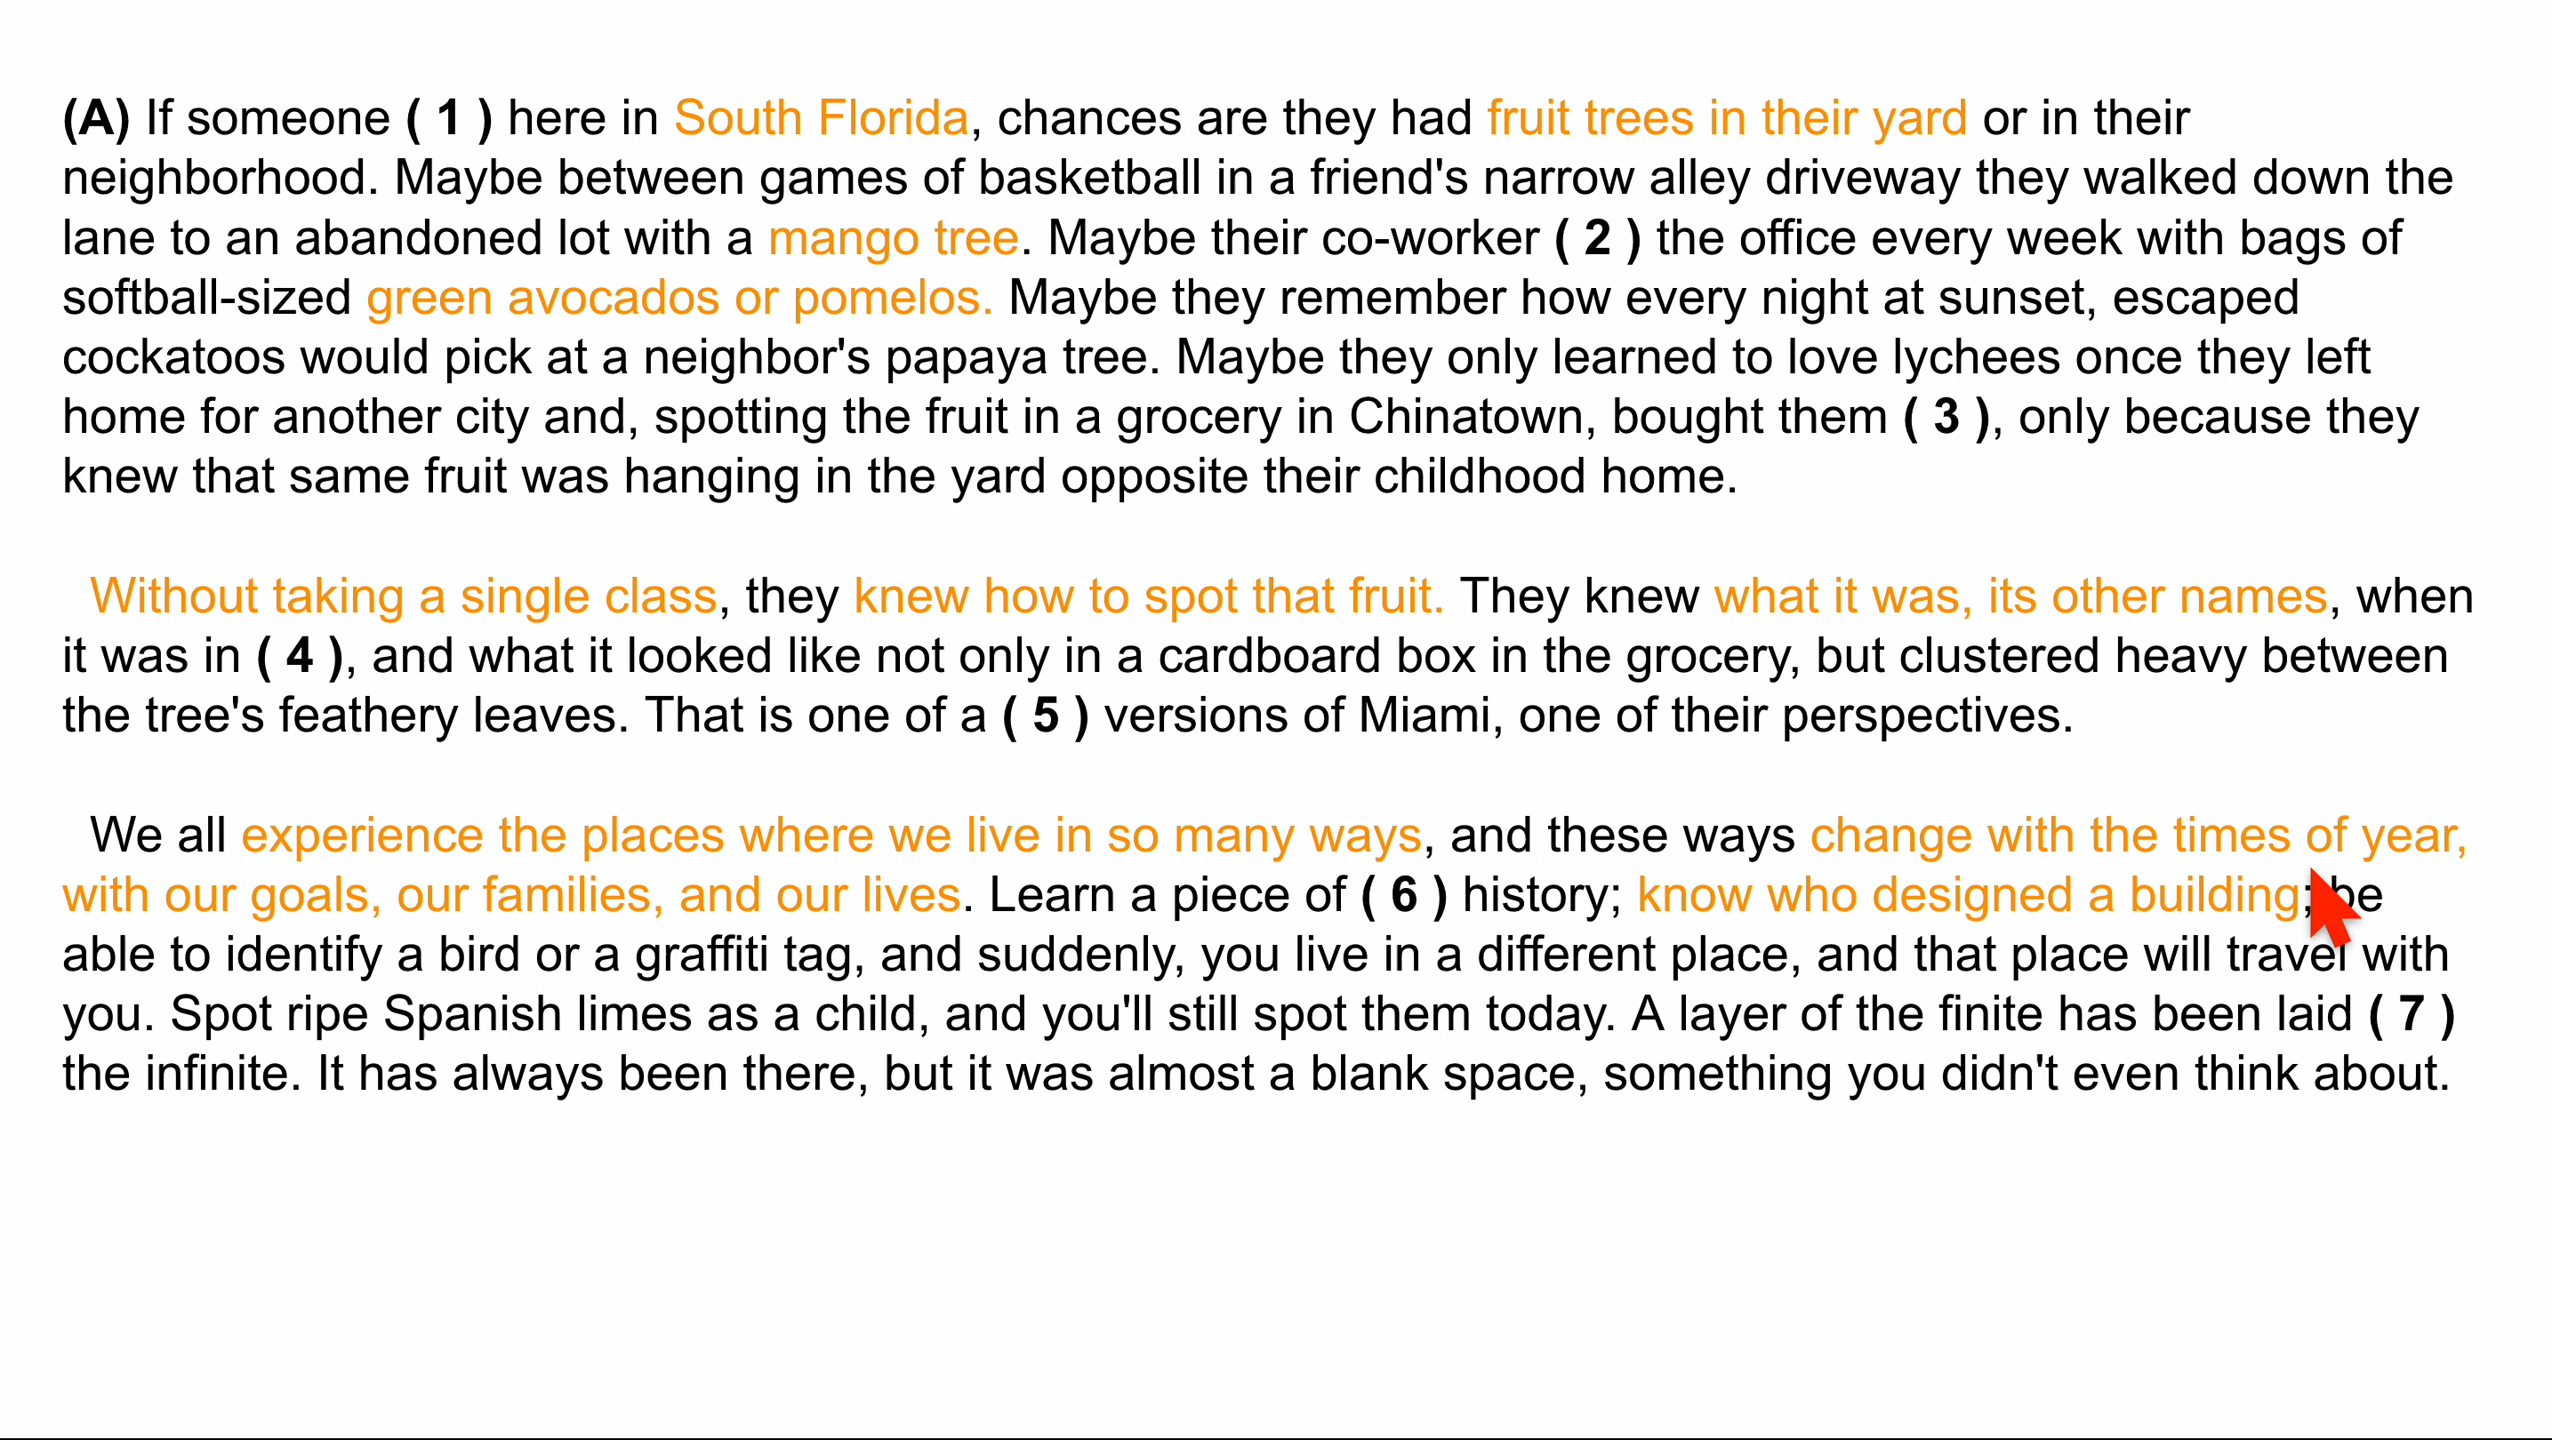 (A) If someone ( 1 ) here in South Florida, chances are they had fruit trees in their yard or in their
neighborhood. Maybe between games of basketball in a friend's narrow alley driveway they walked down the
lane to an abandoned lot with a mango tree. Maybe their co-worker ( 2 ) the office every week with bags of
softball-sized green avocados or pomelos. Maybe they remember how every night at sunset, escaped
cockatoos would pick at a neighbor's papaya tree. Maybe they only learned to love lychees once they left
home for another city and, spotting the fruit in a grocery in Chinatown, bought them ( 3 ), only because they
knew that same fruit was hanging in the yard opposite their childhood home.
Without taking a single class, they knew how to spot that fruit. They knew what it was, its other names, when
it was in ( 4 ), and what it looked like not only in a cardboard box in the grocery, but clustered heavy between
the tree's feathery leaves. That is one of a ( 5 ) versions of Miami, one of their perspectives.
We all experience the places where we live in so many ways, and these ways change with the times of year,
with our goals, our families, and our lives. Learn a piece of ( 6 ) history; know who designed a building; be
able to identify a bird or a graffiti tag, and suddenly, you live in a different place, and that place will travel with
you. Spot ripe Spanish limes as a child, and you'll still spot them today. A layer of the finite has been laid ( 7 )
the infinite. It has always been there, but it was almost a blank space, something you didn't even think about.